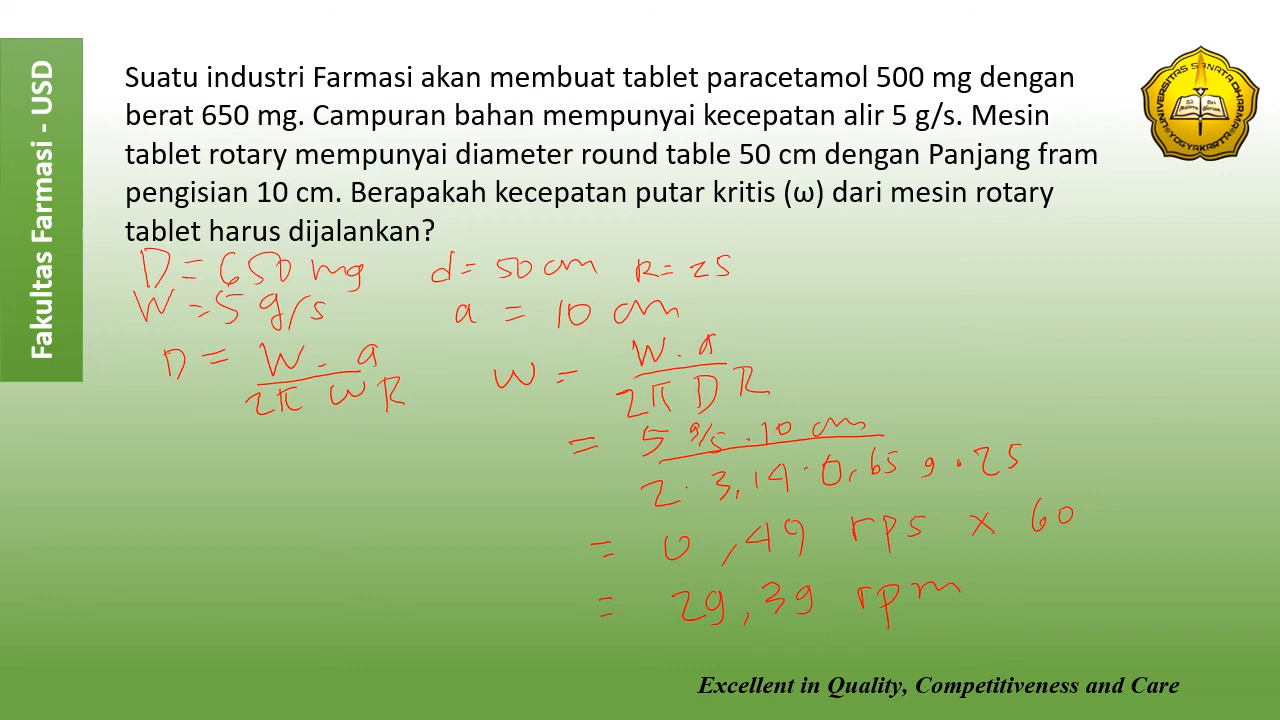 Fakultas Farmasi - USD
Suatu industri Farmasi akan membuat tablet paracetamol 500 mg dengan
berat 650 mg. Campuran bahan mempunyai kecepatan alir 5 g/s. Mesin
tablet rotary mempunyai diameter round table 50 cm dengan Panjang fram
pengisian 10 cm. Berapakah kecepatan putar kritis (ω) dari mesin rotary
tablet harus dijalankan?
D = 650 mg d = 50 cm R = 25
W = 5 g/s a = 10 cm
D = W . a / 2π ω R
ω = W . a / 2π D R
= 5 g/s . 10 cm / 2 . 3,14 . 0,65 g . 25
= 0,49 rps x 60
= 29,39 rpm
UNIVERSITAS SANATA DHARMA
YOGYAKARTA
Excellent in Quality, Competitiveness and Care